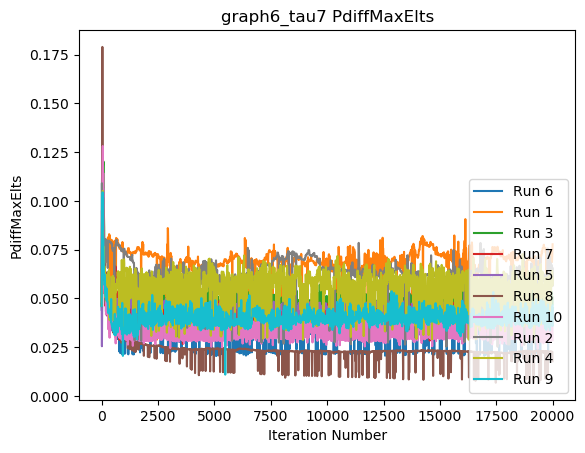 graph6_tau7 PdiffMaxElts
PdiffMaxElts
0.175
0.150
0.125
0.100
0.075
0.050
0.025
0.000
Run 6
Run 1
Run 3
Run 7
Run 5
Run 8
Run 10
Run 2
Run 4
Run 9
0
2500
5000
7500
10000
12500
15000
17500
20000
Iteration Number